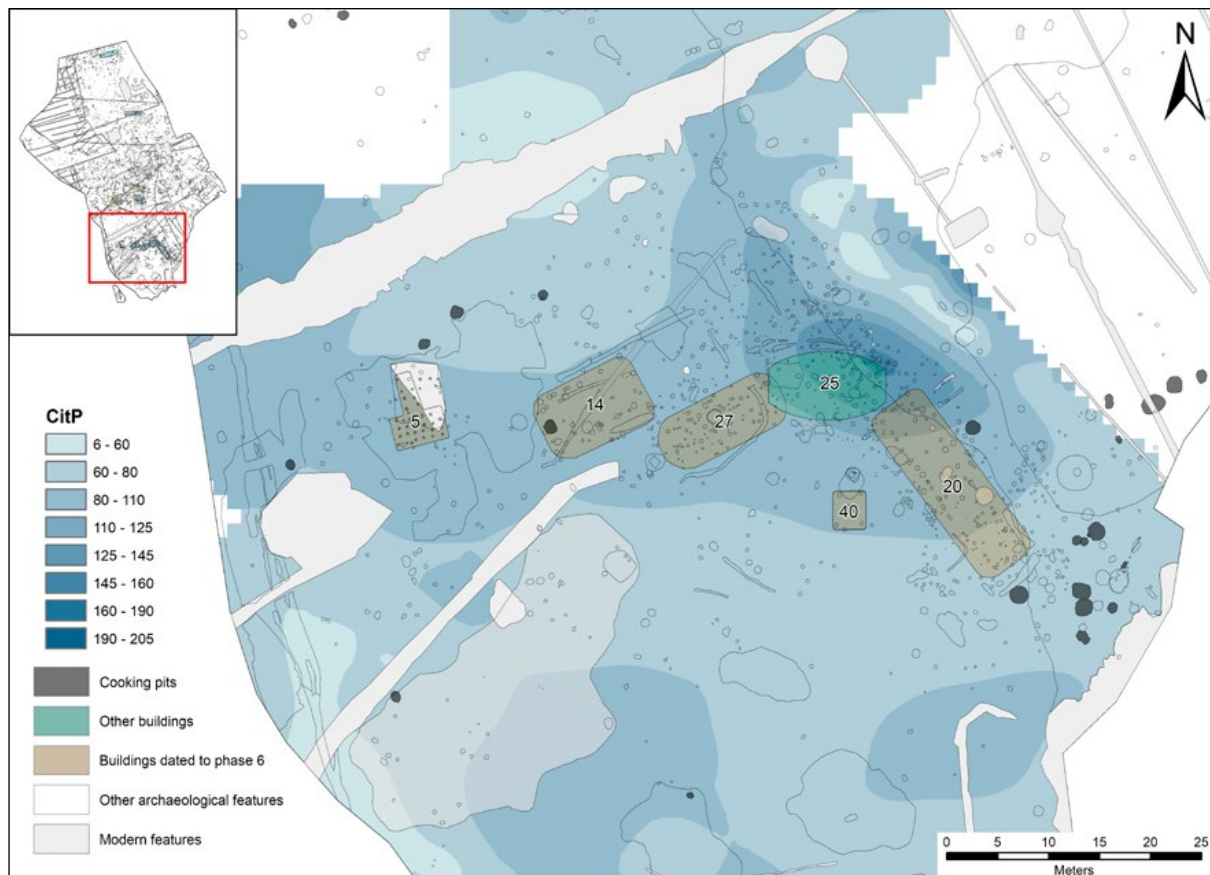 N
25
14
5
27
20
40
CitP
6 - 60
60 - 80
80 - 110
110 - 125
125 - 145
145 - 160
160 - 190
190 - 205
Cooking pits
Other buildings
Buildings dated to phase 6
Other archaeological features
Modern features
0 5 10 15 20 25
Meters